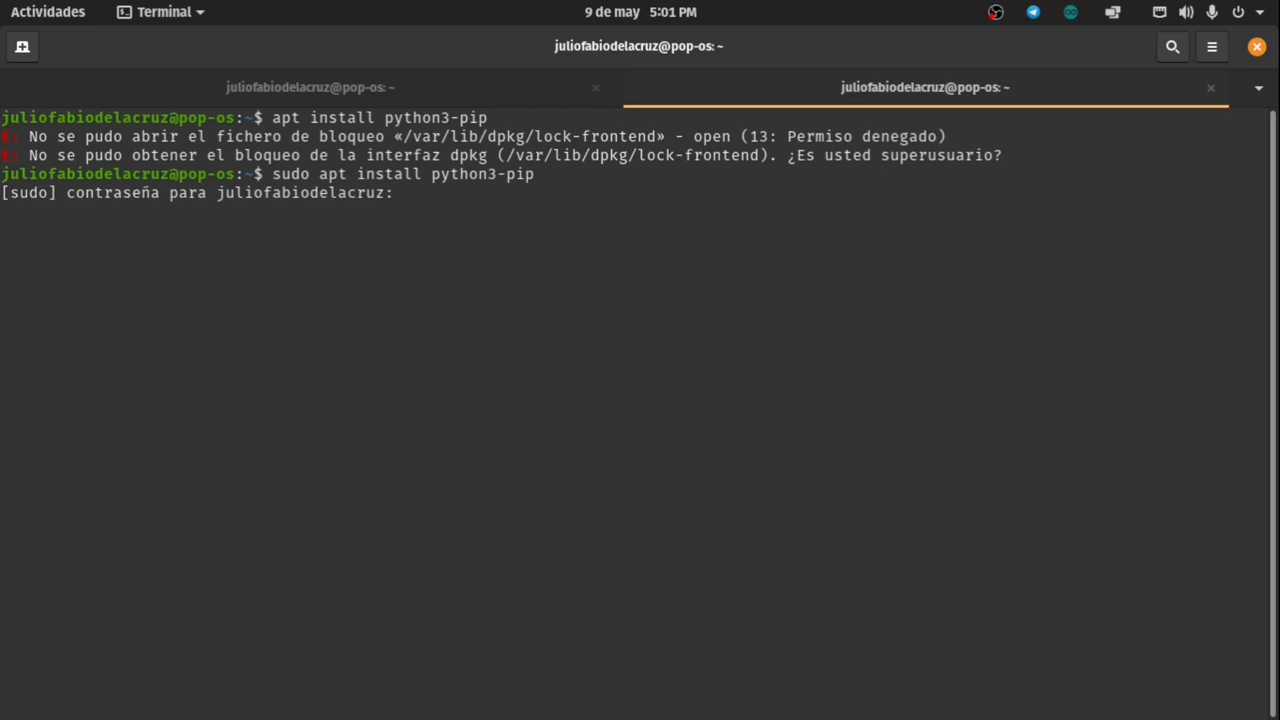 Actividades Terminal 9 de may 5:01 PM
juliofabiodelacruz@pop-os: ~
juliofabiodelacruz@pop-os: ~ juliofabiodelacruz@pop-os: ~
juliofabiodelacruz@pop-os:~$ apt install python3-pip
No se pudo abrir el fichero de bloqueo «/var/lib/dpkg/lock-frontend» - open (13: Permiso denegado)
No se pudo obtener el bloqueo de la interfaz dpkg (/var/lib/dpkg/lock-frontend). ¿Es usted superusuario?
juliofabiodelacruz@pop-os:~$ sudo apt install python3-pip
[sudo] contraseña para juliofabiodelacruz: